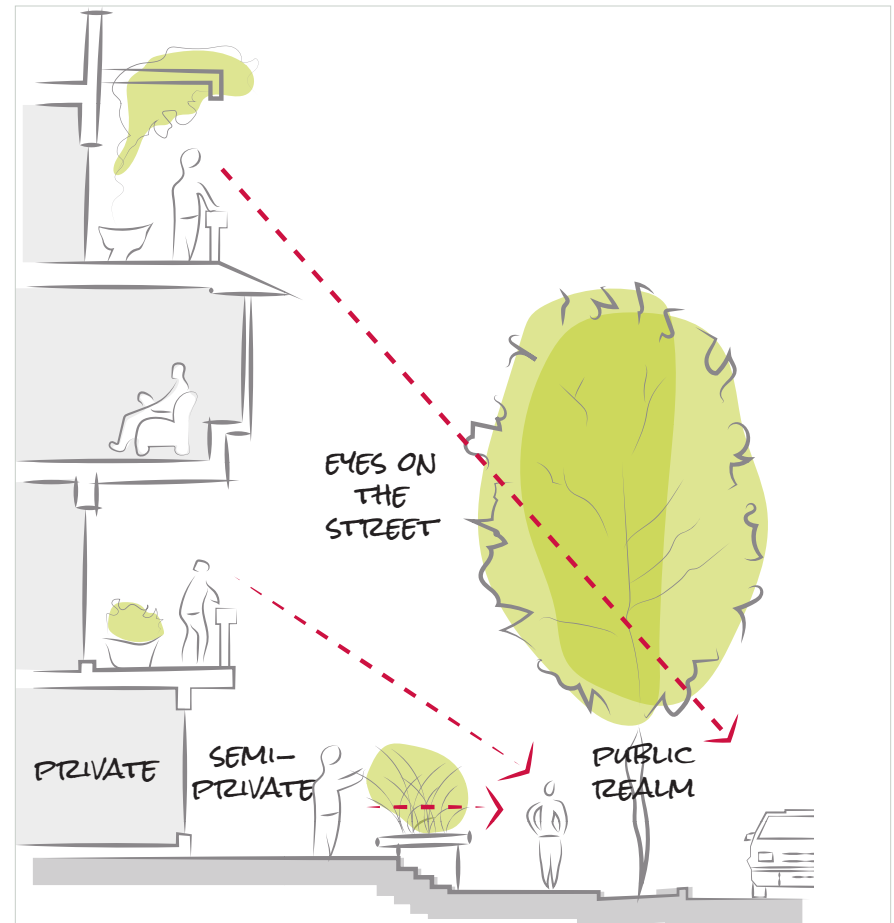 EYES ON
THE
STREET
PRIVATE
SEMI-
PRIVATE
PUBLIC
REALM